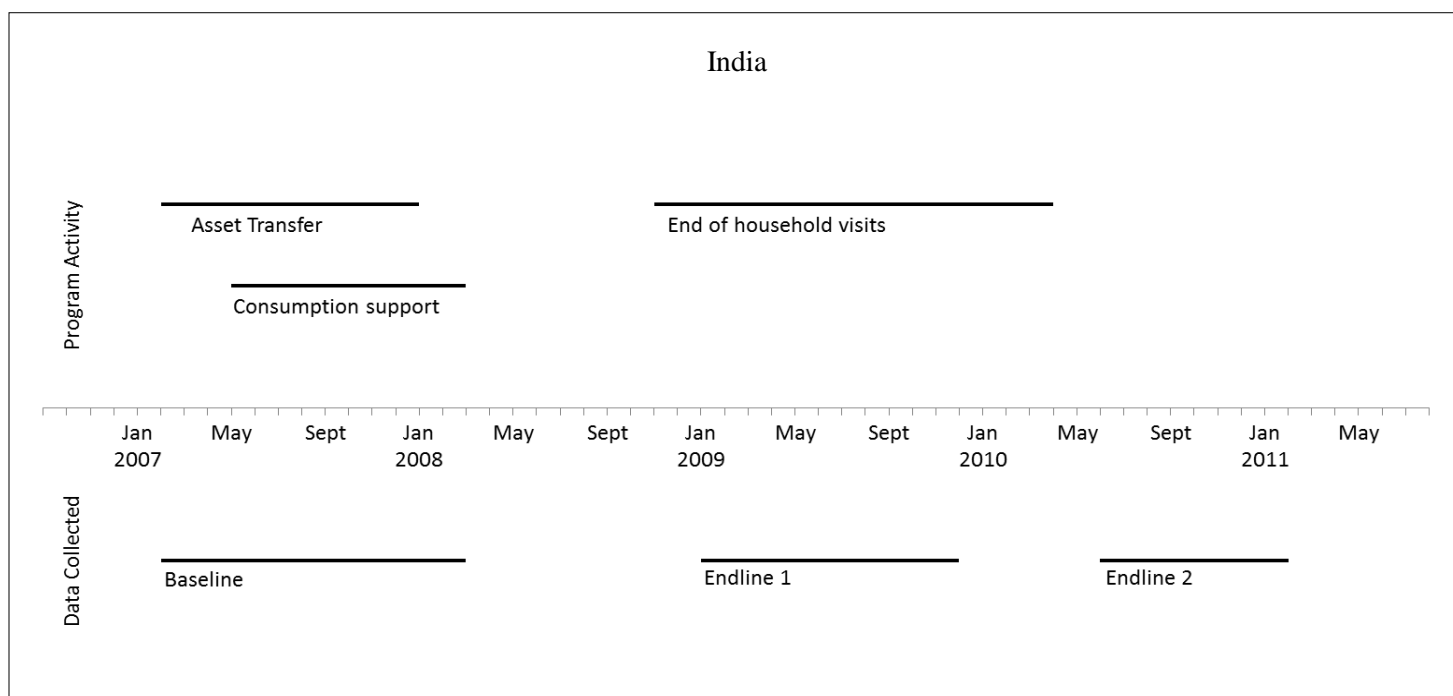 India
Program Activity
Asset Transfer
End of household visits
Consumption support
Jan May Sept Jan May Sept Jan May Sept Jan May Sept Jan May
2007 2008 2009 2010 2011
Data Collected
Baseline
Endline 1
Endline 2